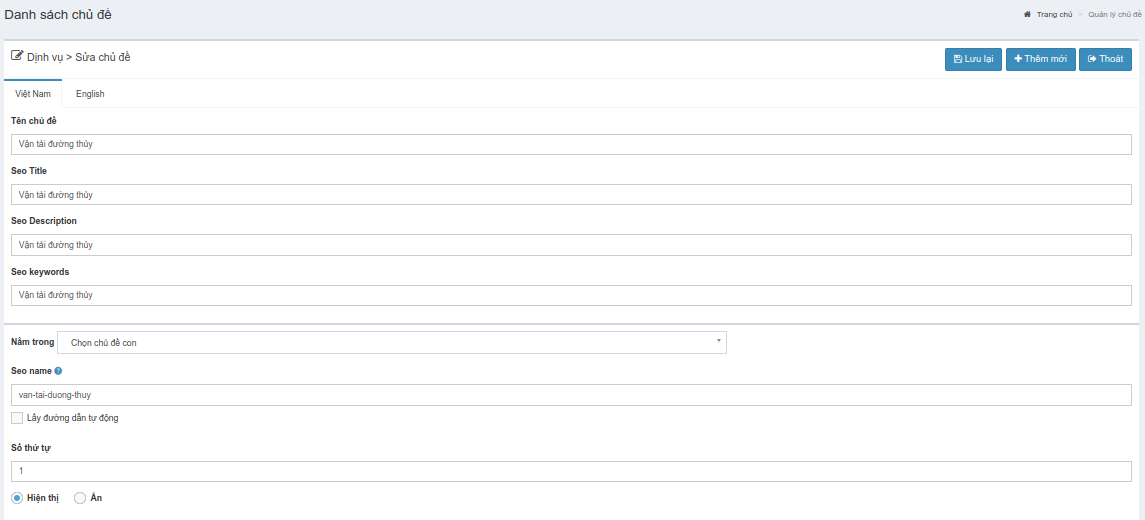 Danh sách chủ đề
Trang chủ > Quản lý chủ đề
Dịnh vụ > Sửa chủ đề
Lưu lại Thêm mới Thoát
Việt Nam English
Tên chủ đề
Vận tải đường thủy
Seo Title
Vận tải đường thủy
Seo Description
Vận tải đường thủy
Seo keywords
Vận tải đường thủy
Nằm trong Chọn chủ đề con
Seo name
van-tai-duong-thuy
Lấy đường dẫn tự động
Số thứ tự
1
Hiện thị Ẩn